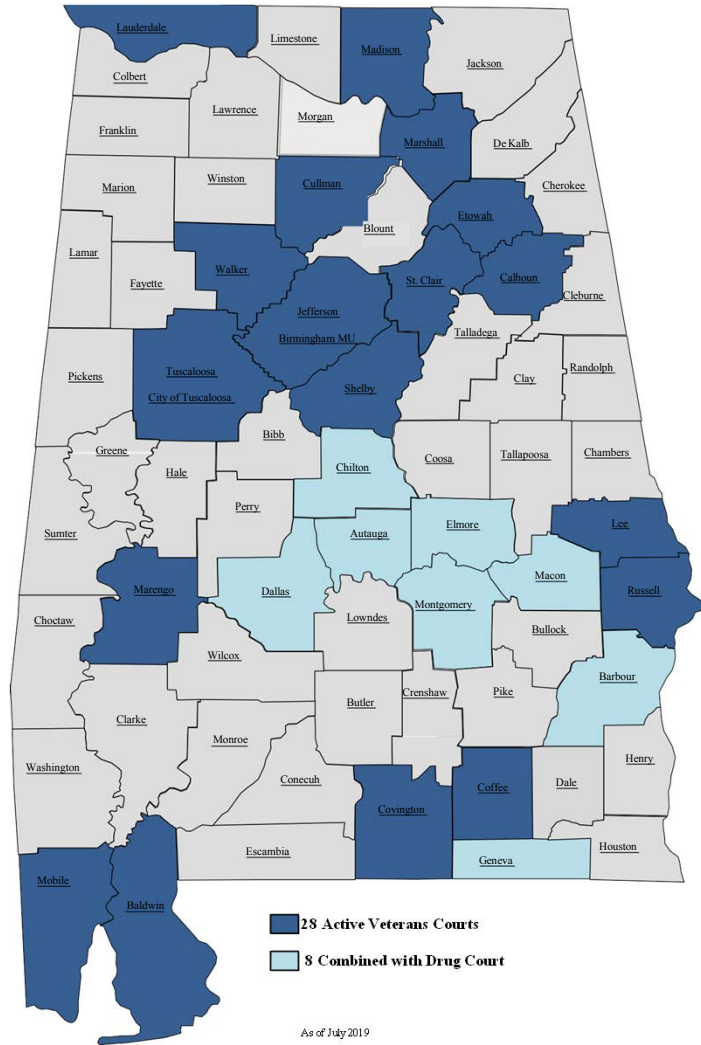 Lauderdale
Limestone
Madison
Jackson
Colbert
Lawrence
Morgan
Franklin
Marshall
De Kalb
Marion
Winston
Cullman
Cherokee
Etowah
Blount
Lamar
Fayette
Walker
St. Clair
Calhoun
Cleburne
Jefferson
Birmingham MU
Talladega
Pickens
Tuscaloosa
City of Tuscaloosa
Shelby
Clay
Randolph
Greene
Bibb
Hale
Chilton
Coosa
Tallapoosa
Chambers
Sumter
Perry
Autauga
Elmore
Lee
Marengo
Dallas
Macon
Russell
Choctaw
Lowndes
Montgomery
Bullock
Wilcox
Barbour
Clarke
Butler
Crenshaw
Pike
Monroe
Washington
Conecuh
Henry
Covington
Coffee
Dale
Escambia
Geneva
Houston
Mobile
Baldwin
28 Active Veterans Courts
8 Combined with Drug Court
As of July 2019